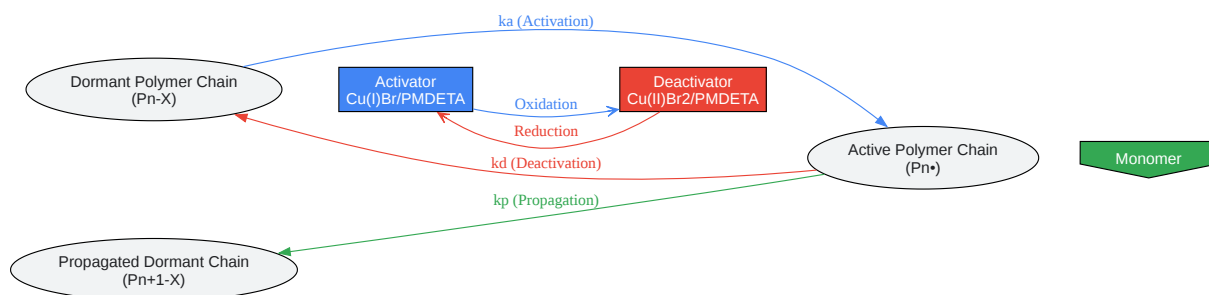 ka (Activation)
Dormant Polymer Chain
(Pn-X)
Activator
Cu(I)Br/PMDETA
Oxidation
Deactivator
Cu(II)Br2/PMDETA
Reduction
kd (Deactivation)
Active Polymer Chain
(Pn•)
Monomer
kp (Propagation)
Propagated Dormant Chain
(Pn+1-X)